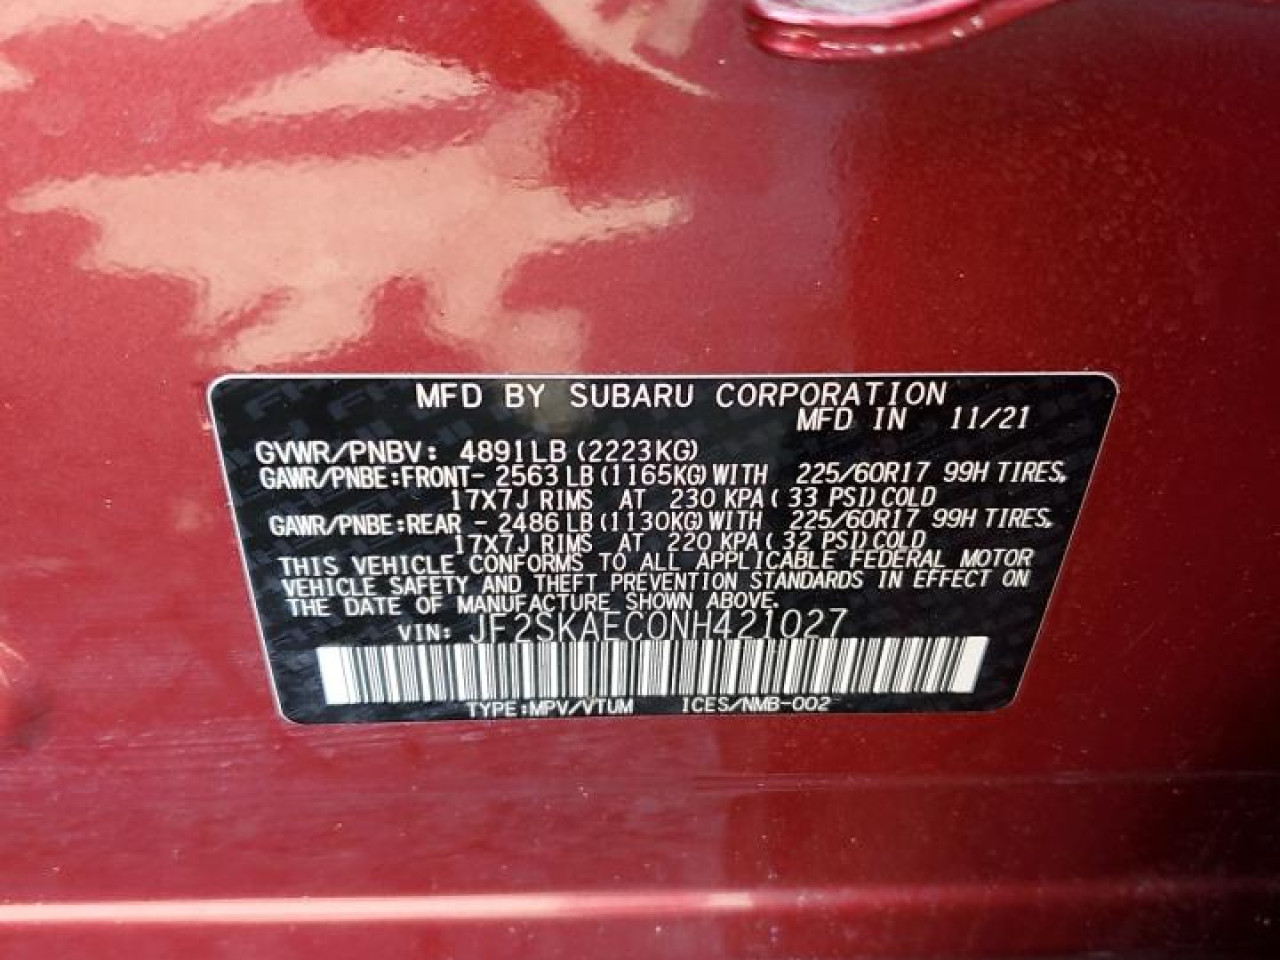 MFD BY SUBARU CORPORATION
MFD IN 11/21
GVWR/PNBV: 4891LB (2223KG)
GAWR/PNBE:FRONT- 2563 LB (1165KG) WITH 225/60R17 99H TIRES,
17X7J RIMS AT 230 KPA ( 33 PSI) COLD
GAWR/PNBE:REAR - 2486 LB (1130KG) WITH 225/60R17 99H TIRES,
17X7J RIMS AT 220 KPA ( 32 PSI) COLD
THIS VEHICLE CONFORMS TO ALL APPLICABLE FEDERAL MOTOR
VEHICLE SAFETY AND THEFT PREVENTION STANDARDS IN EFFECT ON
THE DATE OF MANUFACTURE SHOWN ABOVE.
VIN: JF2SKAEC0NH421027
TYPE:MPV/VTUM ICES/NMB-002